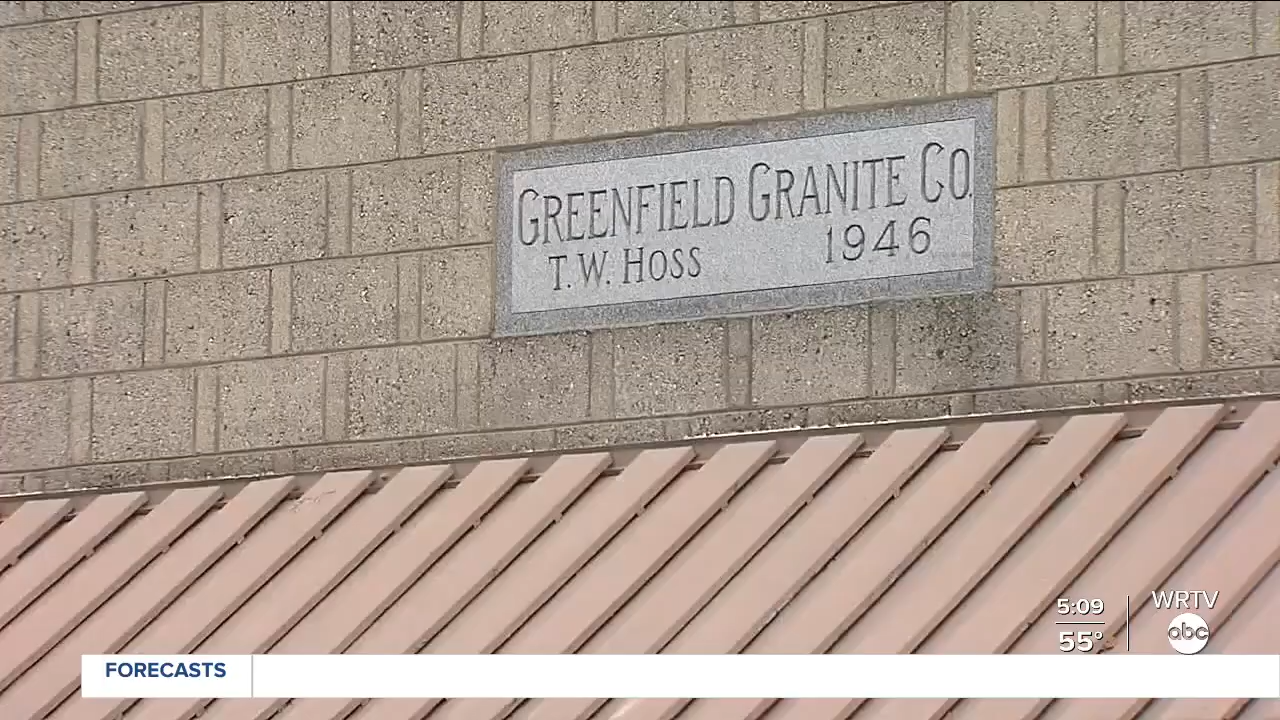 GREENFIELD GRANITE CO.
T. W. HOSS 1946
5:09
55°
WRTV
abc
FORECASTS